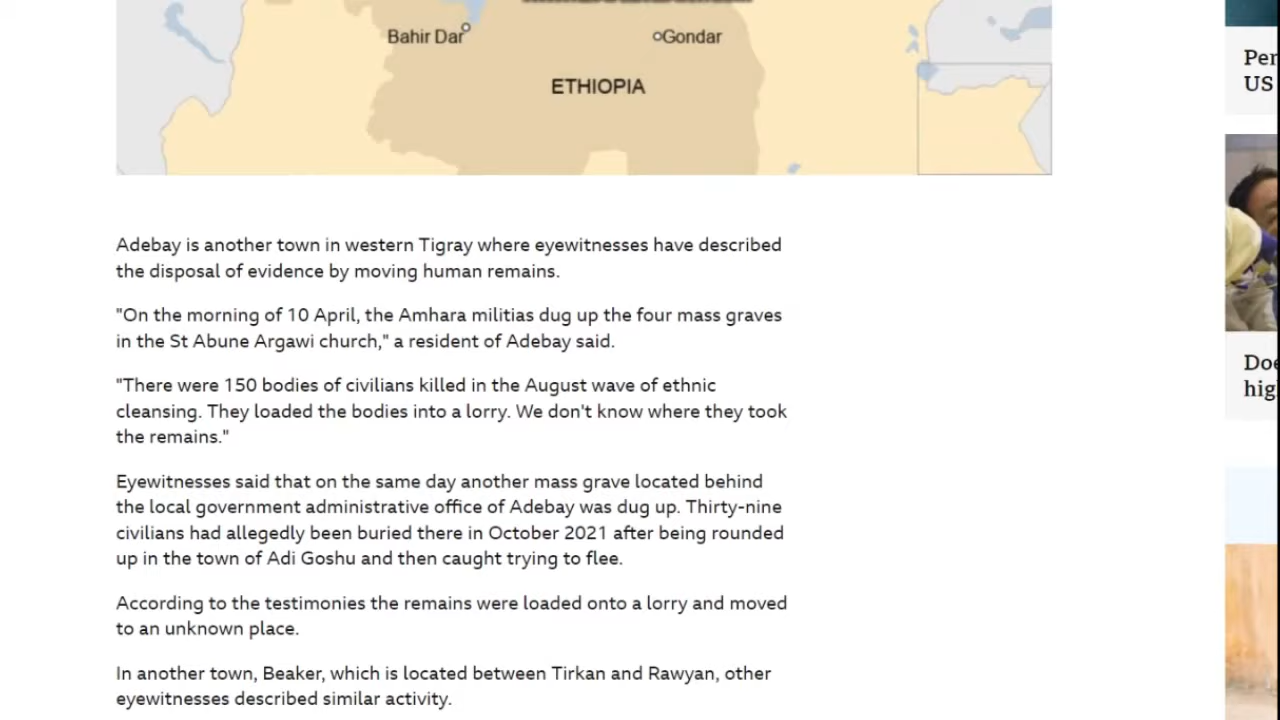 Bahir Dar
Gondar
ETHIOPIA
Adebay is another town in western Tigray where eyewitnesses have described
the disposal of evidence by moving human remains.
"On the morning of 10 April, the Amhara militias dug up the four mass graves
in the St Abune Argawi church," a resident of Adebay said.
"There were 150 bodies of civilians killed in the August wave of ethnic
cleansing. They loaded the bodies into a lorry. We don't know where they took
the remains."
Eyewitnesses said that on the same day another mass grave located behind
the local government administrative office of Adebay was dug up. Thirty-nine
civilians had allegedly been buried there in October 2021 after being rounded
up in the town of Adi Goshu and then caught trying to flee.
According to the testimonies the remains were loaded onto a lorry and moved
to an unknown place.
In another town, Beaker, which is located between Tirkan and Rawyan, other
eyewitnesses described similar activity.
US